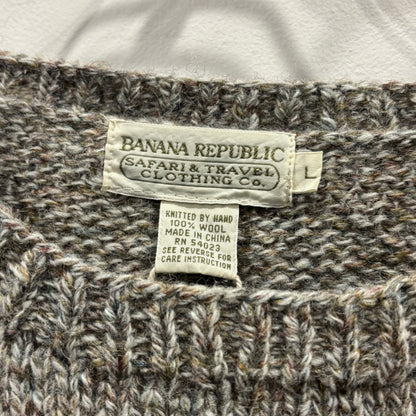 BANANA REPUBLIC
SAFARI & TRAVEL
CLOTHING CO.
L
KNITTED BY HAND
100% WOOL
MADE IN CHINA
RN 54023
SEE REVERSE FOR
CARE INSTRUCTION